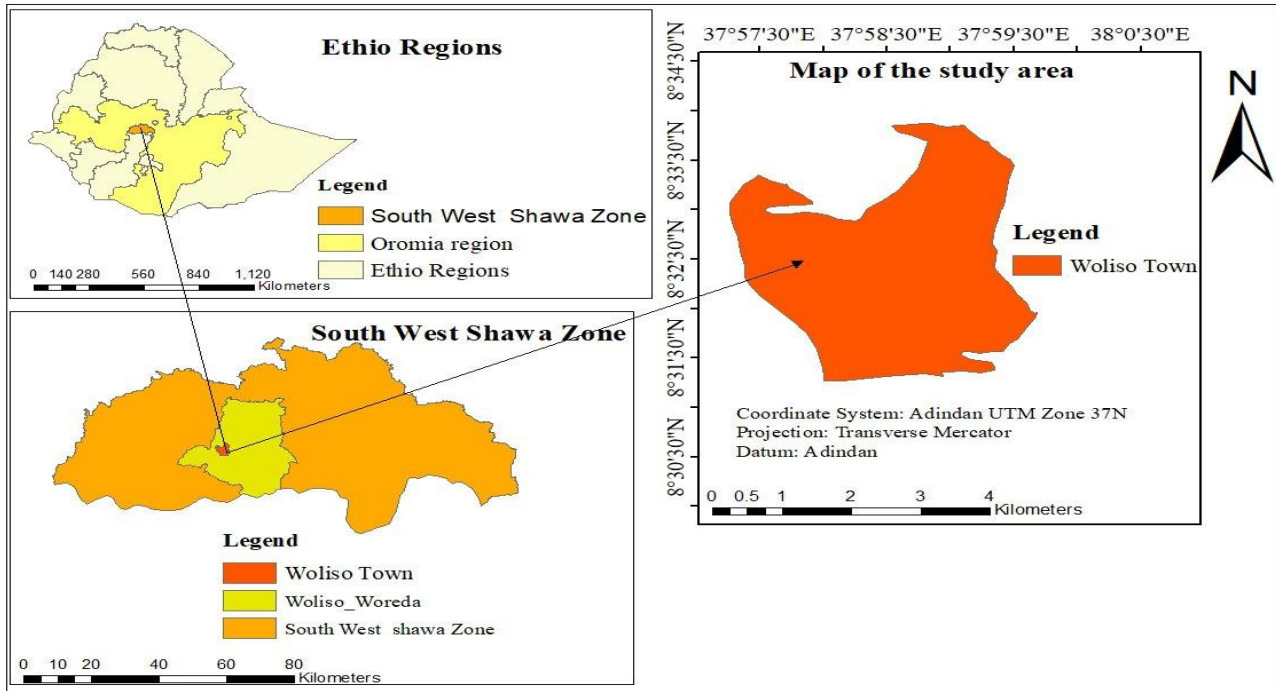 Ethio Regions
Legend
South West Shawa Zone
Oromia region
Ethio Regions
0 140 280 560 840 1,120
Kilometers
South West Shawa Zone
Legend
Woliso Town
Woliso_Woreda
South West shawa Zone
0 10 20 40 60 80
Kilometers
37°57'30"E 37°58'30"E 37°59'30"E 38°0'30"E
8°34'30"N
8°33'30"N
8°32'30"N
8°31'30"N
8°30'30"N
Map of the study area
Legend
Woliso Town
Coordinate System: Adindan UTM Zone 37N
Projection: Transverse Mercator
Datum: Adindan
0 0.5 1 2 3 4
Kilometers
N